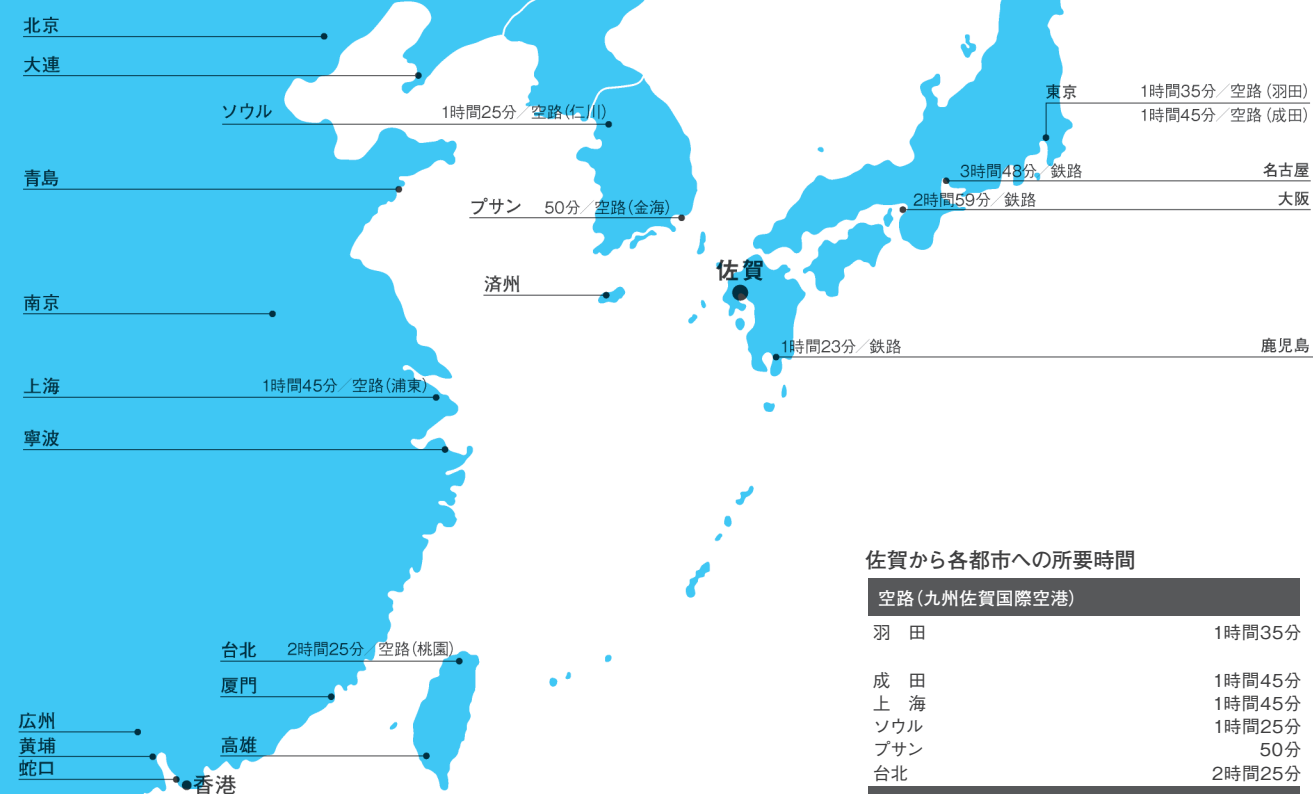 北京
大連
ソウル 1時間25分／空路(仁川)
東京 1時間35分／空路(羽田)
1時間45分／空路(成田)
青島
3時間48分／鉄路 名古屋
プサン 50分／空路(金海)
2時間59分／鉄路 大阪
佐賀
済州
南京
1時間23分／鉄路 鹿児島
上海 1時間45分／空路(浦東)
寧波
台北 2時間25分／空路(桃園)
厦門
広州
黄埔
高雄
蛇口
香港
佐賀から各都市への所要時間
空路(九州佐賀国際空港)
羽　田 1時間35分
成　田 1時間45分
上　海 1時間45分
ソウル 1時間25分
プサン 50分
台北 2時間25分